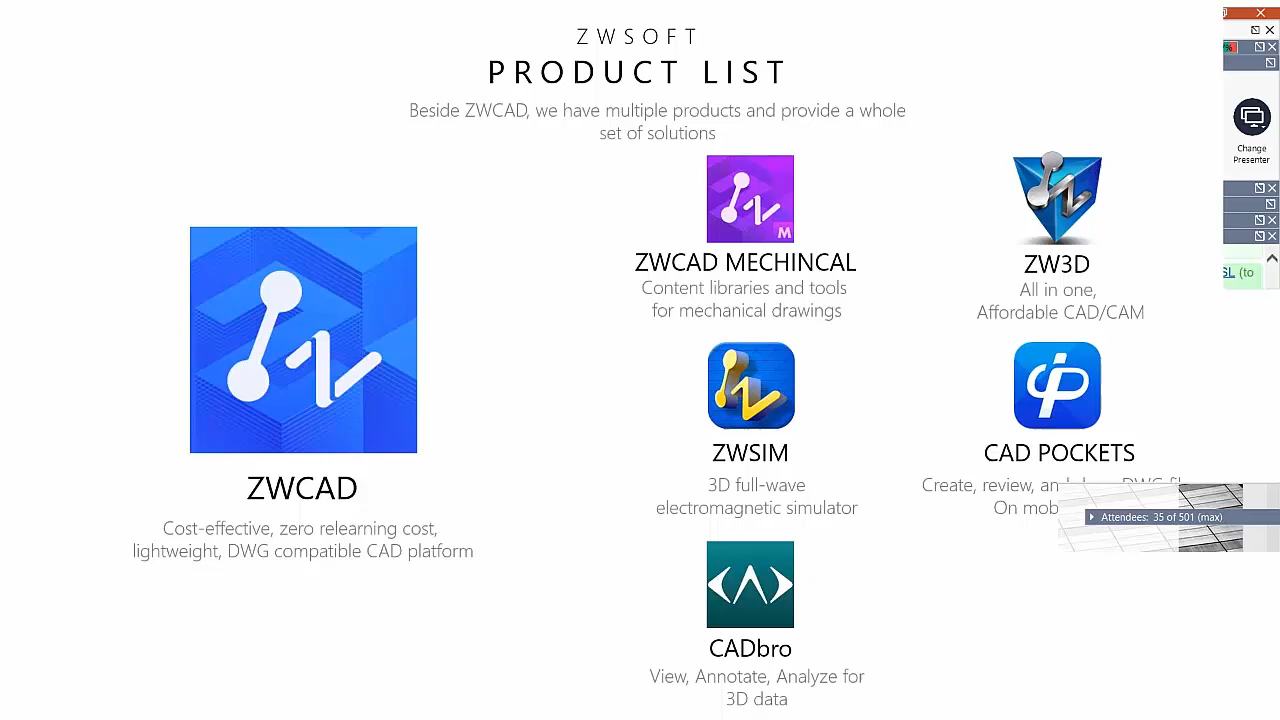 ZWSOFT
PRODUCT LIST
Beside ZWCAD, we have multiple products and provide a whole
set of solutions
ZWCAD
Cost-effective, zero relearning cost,
lightweight, DWG compatible CAD platform
M
ZWCAD MECHINCAL
Content libraries and tools
for mechanical drawings
ZW3D
All in one,
Affordable CAD/CAM
ZWSIM
3D full-wave
electromagnetic simulator
CAD POCKETS
Create, review, an
On mob
CADbro
View, Annotate, Analyze for
3D data
%
Change
Presenter
SL (to
Attendees: 35 of 501 (max)